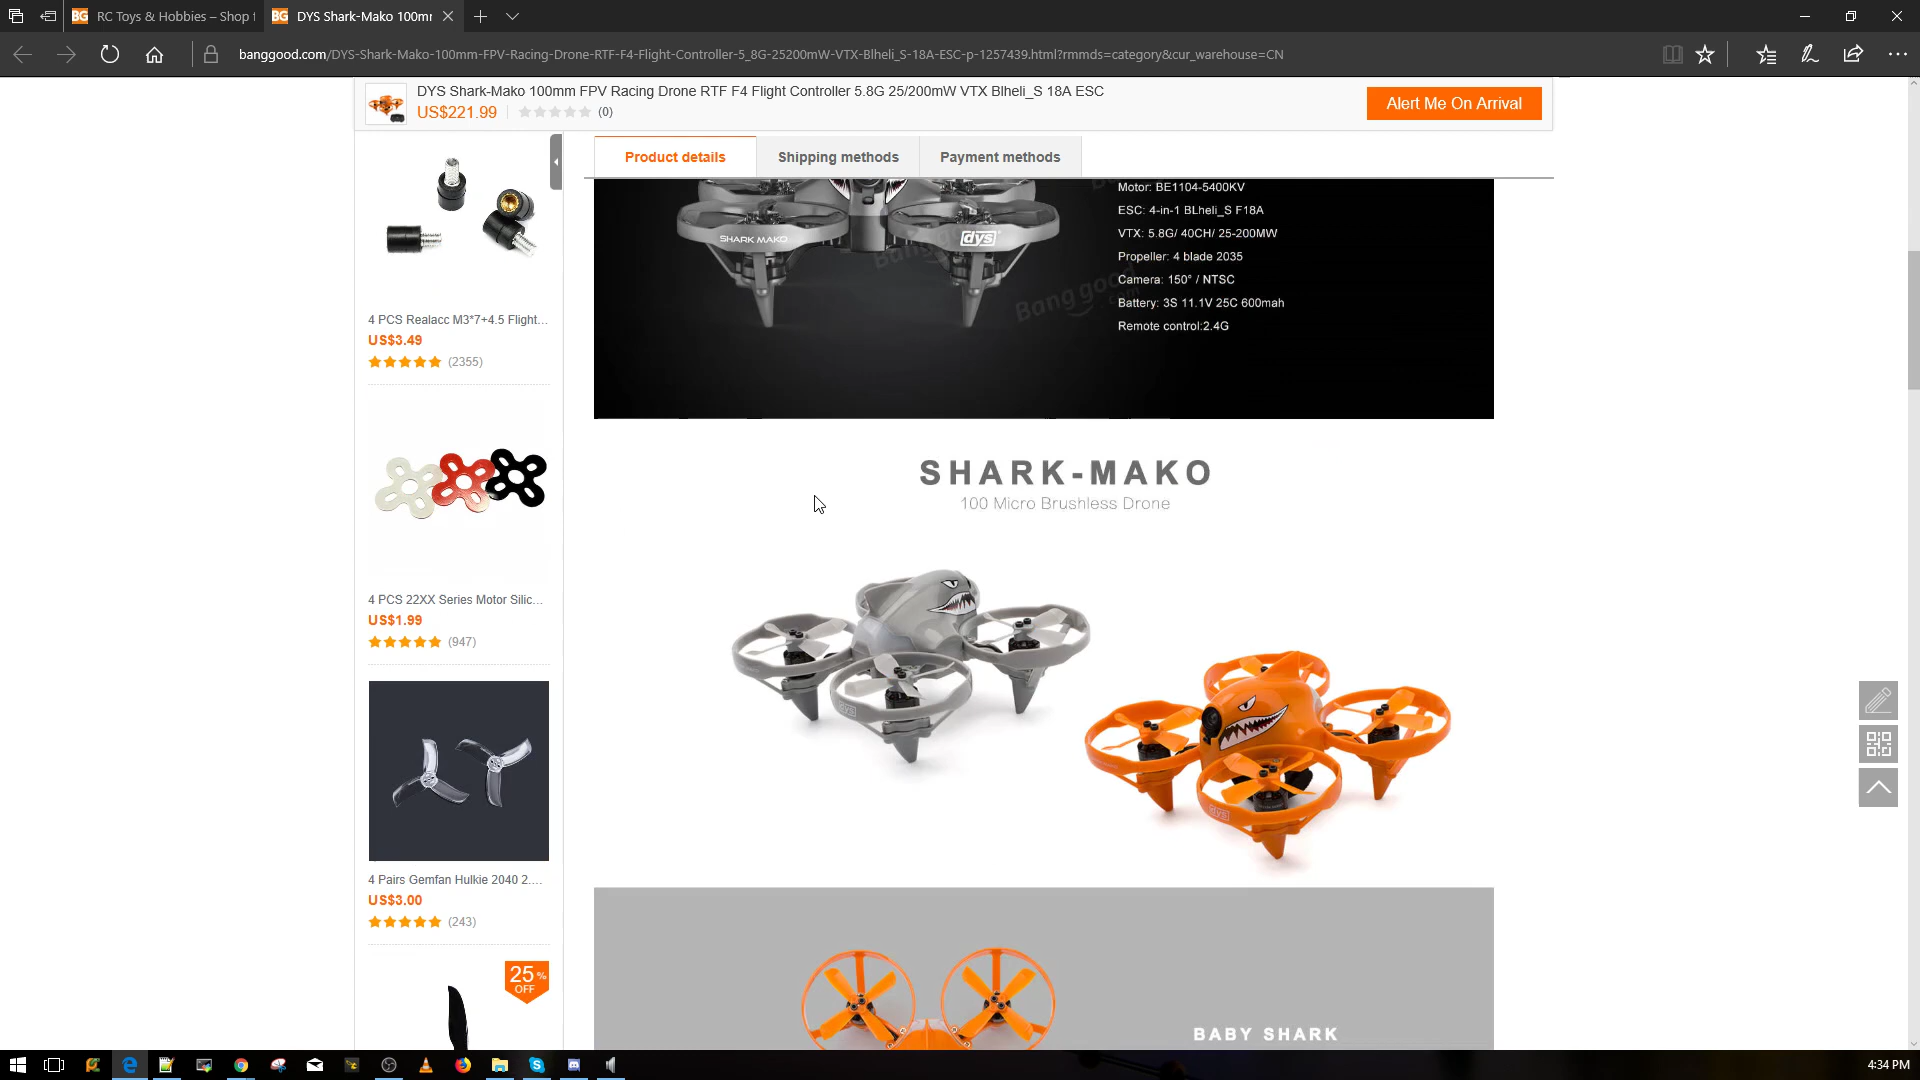 RC Toys & Hobbies – Shop
DYS Shark-Mako 100mm
banggood.com/DYS-Shark-Mako-100mm-FPV-Racing-Drone-RTF-F4-Flight-Controller-5_8G-25200mW-VTX-Blheli_S-18A-ESC-p-1257439.html?rmmds=category&cur_warehouse=CN
DYS Shark-Mako 100mm FPV Racing Drone RTF F4 Flight Controller 5.8G 25/200mW VTX Blheli_S 18A ESC
US$221.99 (0)
Alert Me On Arrival
Product details
Shipping methods
Payment methods
4 PCS Realacc M3*7+4.5 Flight...
US$3.49
(2355)
4 PCS 22XX Series Motor Silic...
US$1.99
(947)
4 Pairs Gemfan Hulkie 2040 2....
US$3.00
(243)
25% OFF
SHARK MAKO
dys
Banggood
Motor: BE1104-5400KV
ESC: 4-in-1 BLheli_S F18A
VTX: 5.8G/ 40CH/ 25-200MW
Propeller: 4 blade 2035
Camera: 150° / NTSC
Battery: 3S 11.1V 25C 600mah
Remote control:2.4G
SHARK-MAKO
100 Micro Brushless Drone
dys
dys
BABY SHARK
4:34 PM